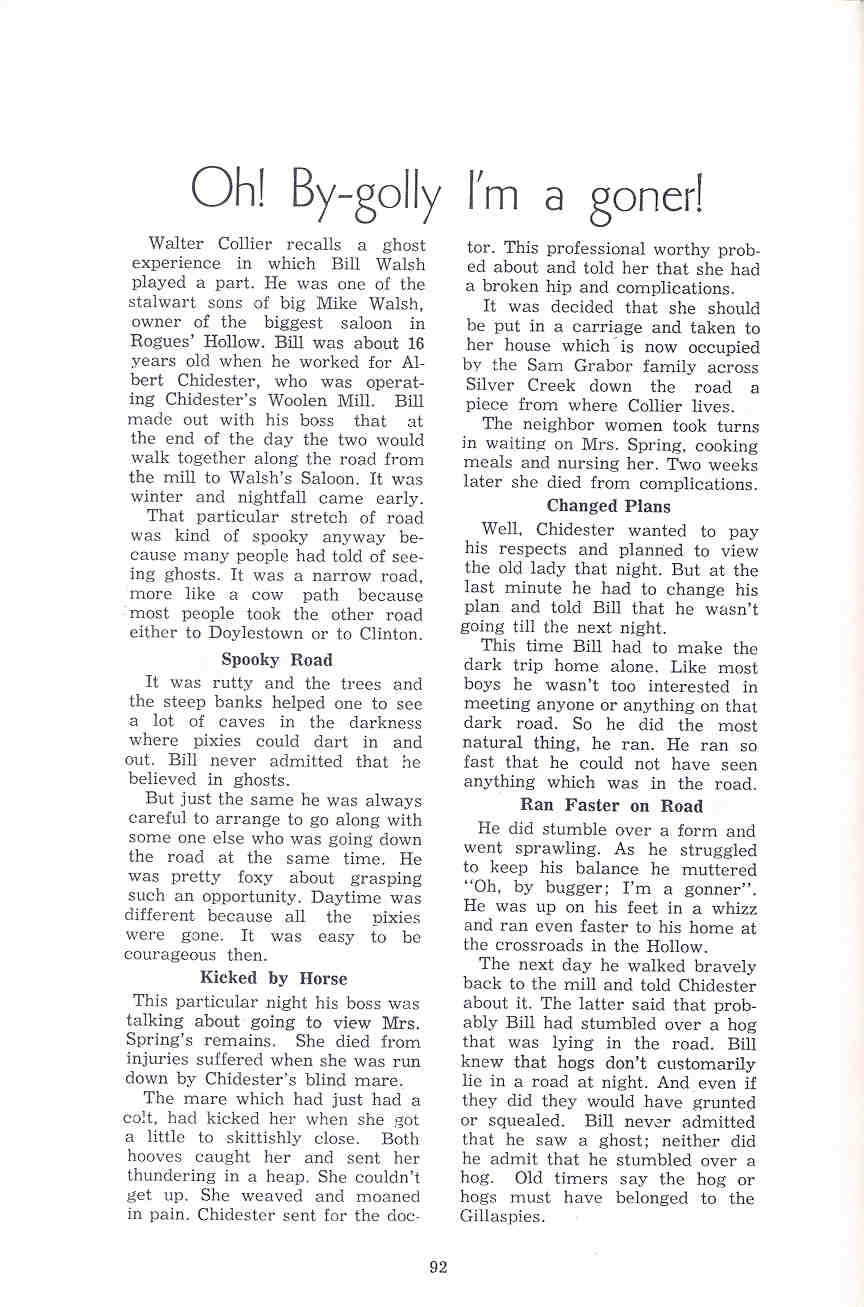 Oh! By-golly I'm a goner!
Walter Collier recalls a ghost
experience in which Bill Walsh
played a part. He was one of the
stalwart sons of big Mike Walsh,
owner of the biggest saloon in
Rogues' Hollow. Bill was about 16
years old when he worked for Al-
bert Chidester, who was operat-
ing Chidester's Woolen Mill. Bill
made out with his boss that at
the end of the day the two would
walk together along the road from
the mill to Walsh's Saloon. It was
winter and nightfall came early.
That particular stretch of road
was kind of spooky anyway be-
cause many people had told of see-
ing ghosts. It was a narrow road,
more like a cow path because
most people took the other road
either to Doylestown or to Clinton.
Spooky Road
It was rutty and the trees and
the steep banks helped one to see
a lot of caves in the darkness
where pixies could dart in and
out. Bill never admitted that he
believed in ghosts.
But just the same he was always
careful to arrange to go along with
some one else who was going down
the road at the same time. He
was pretty foxy about grasping
such an opportunity. Daytime was
different because all the pixies
were gone. It was easy to be
courageous then.
Kicked by Horse
This particular night his boss was
talking about going to view Mrs.
Spring's remains. She died from
injuries suffered when she was run
down by Chidester's blind mare.
The mare which had just had a
colt, had kicked her when she got
a little to skittishly close. Both
hooves caught her and sent her
thundering in a heap. She couldn't
get up. She weaved and moaned
in pain. Chidester sent for the doc-
tor. This professional worthy prob-
ed about and told her that she had
a broken hip and complications.
It was decided that she should
be put in a carriage and taken to
her house which is now occupied
by the Sam Grabor family across
Silver Creek down the road a
piece from where Collier lives.
The neighbor women took turns
in waiting on Mrs. Spring, cooking
meals and nursing her. Two weeks
later she died from complications.
Changed Plans
Well, Chidester wanted to pay
his respects and planned to view
the old lady that night. But at the
last minute he had to change his
plan and told Bill that he wasn't
going till the next night.
This time Bill had to make the
dark trip home alone. Like most
boys he wasn't too interested in
meeting anyone or anything on that
dark road. So he did the most
natural thing, he ran. He ran so
fast that he could not have seen
anything which was in the road.
Ran Faster on Road
He did stumble over a form and
went sprawling. As he struggled
to keep his balance he muttered
"Oh, by bugger; I'm a gonner".
He was up on his feet in a whizz
and ran even faster to his home at
the crossroads in the Hollow.
The next day he walked bravely
back to the mill and told Chidester
about it. The latter said that prob-
ably Bill had stumbled over a hog
that was lying in the road. Bill
knew that hogs don't customarily
lie in a road at night. And even if
they did they would have grunted
or squealed. Bill never admitted
that he saw a ghost; neither did
he admit that he stumbled over a
hog. Old timers say the hog or
hogs must have belonged to the
Gillaspies.
92